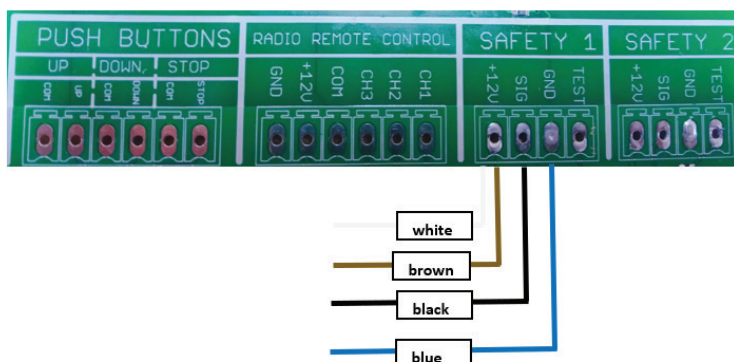 PUSH BUTTONS
UP DOWN STOP
COM UP COM DOWN COM STOP
RADIO REMOTE CONTROL
GND +12V COM CH3 CH2 CH1
SAFETY 1
+12V SIG GND TEST
SAFETY 2
+12V SIG GND TEST
white
brown
black
blue